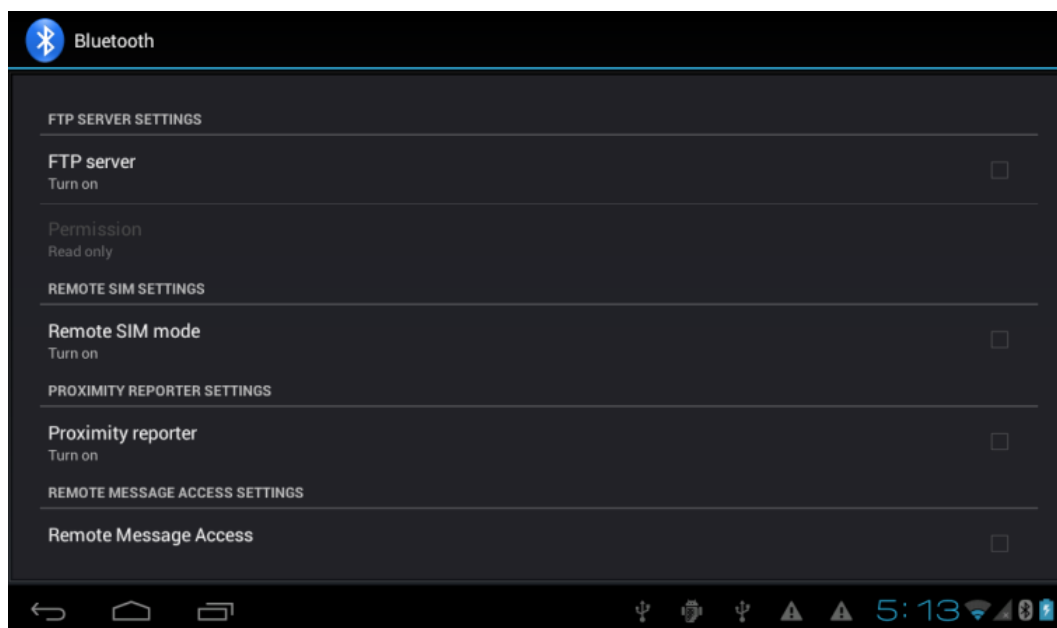 Bluetooth
FTP SERVER SETTINGS
FTP server
Turn on
Permission
Read only
REMOTE SIM SETTINGS
Remote SIM mode
Turn on
PROXIMITY REPORTER SETTINGS
Proximity reporter
Turn on
REMOTE MESSAGE ACCESS SETTINGS
Remote Message Access
5:13